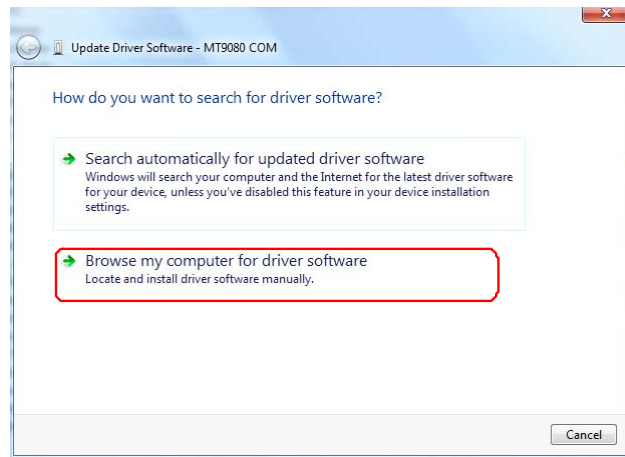 Update Driver Software - MT9080 COM
How do you want to search for driver software?
Search automatically for updated driver software
Windows will search your computer and the Internet for the latest driver software
for your device, unless you've disabled this feature in your device installation
settings.
Browse my computer for driver software
Locate and install driver software manually.
Cancel